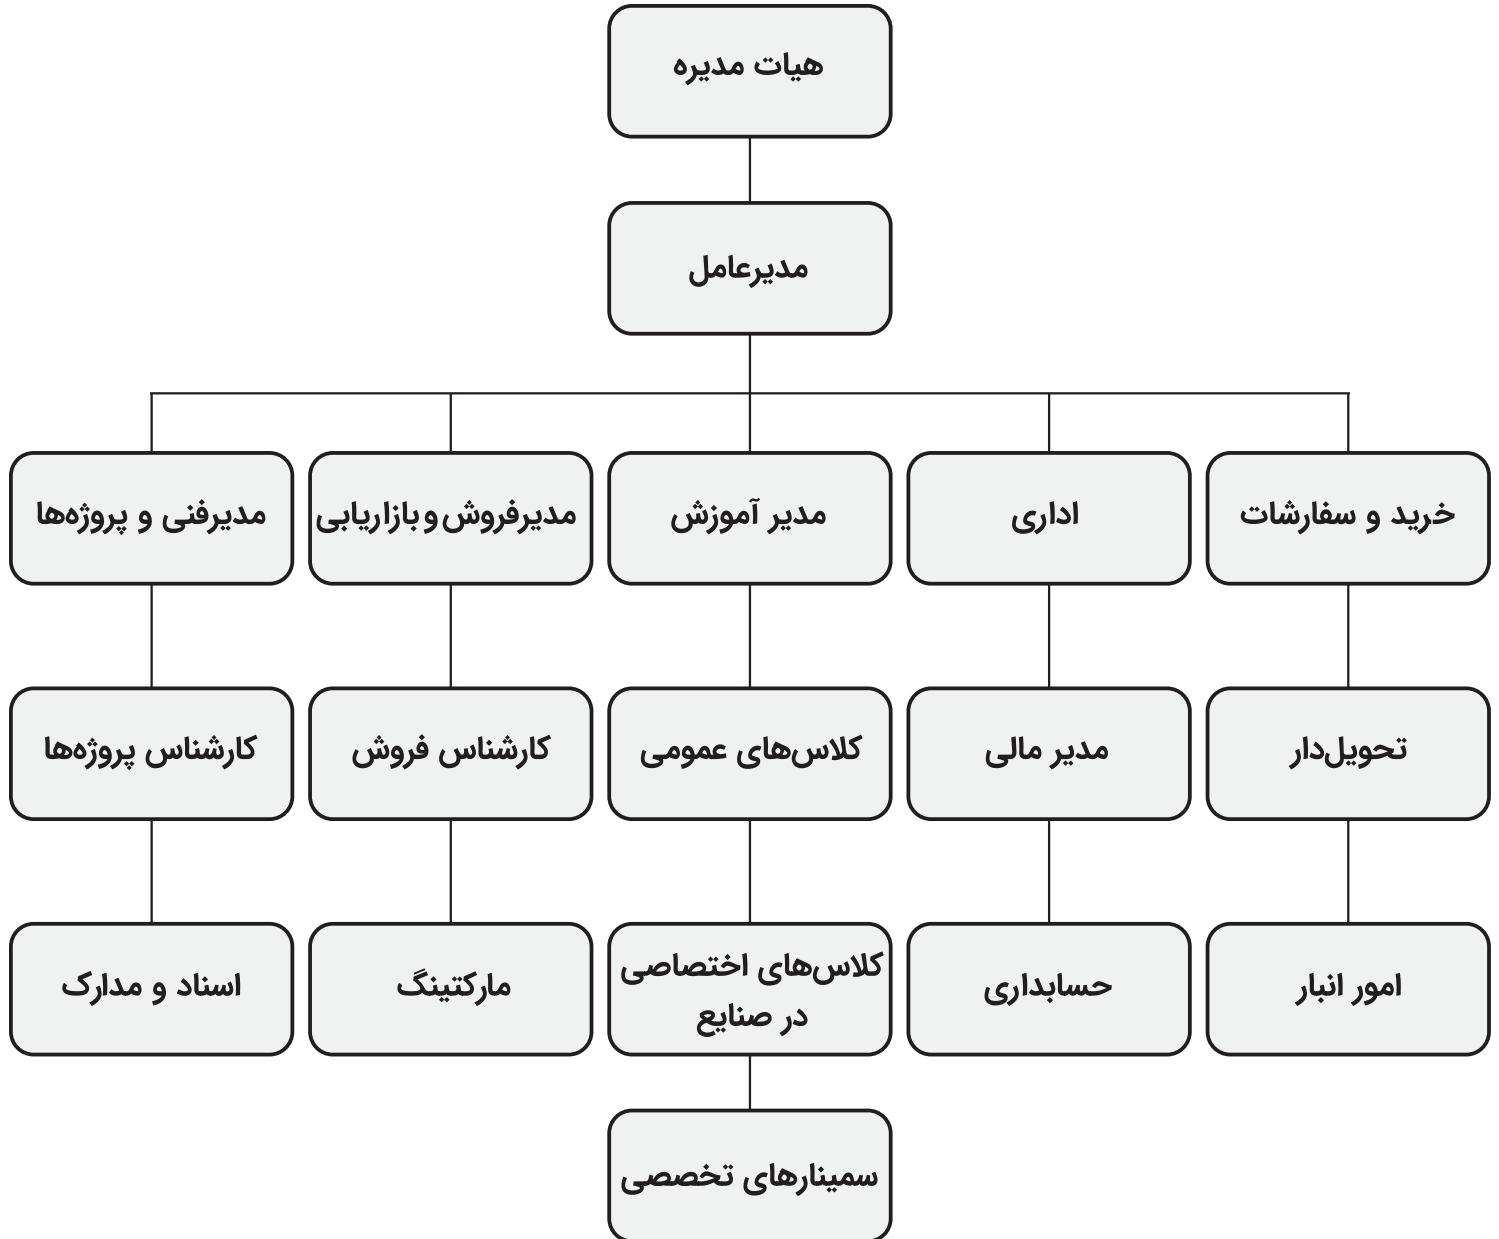 هیات مدیره
مدیرعامل
خرید و سفارشات
اداری
مدیر آموزش
مدیرفروش و بازاریابی
مدیرفنی و پروژه‌ها
تحویل‌دار
مدیر مالی
کلاس‌های عمومی
کارشناس فروش
کارشناس پروژه‌ها
امور انبار
حسابداری
کلاس‌های اختصاصی
در صنایع
مارکتینگ
اسناد و مدارک
سمینارهای تخصصی